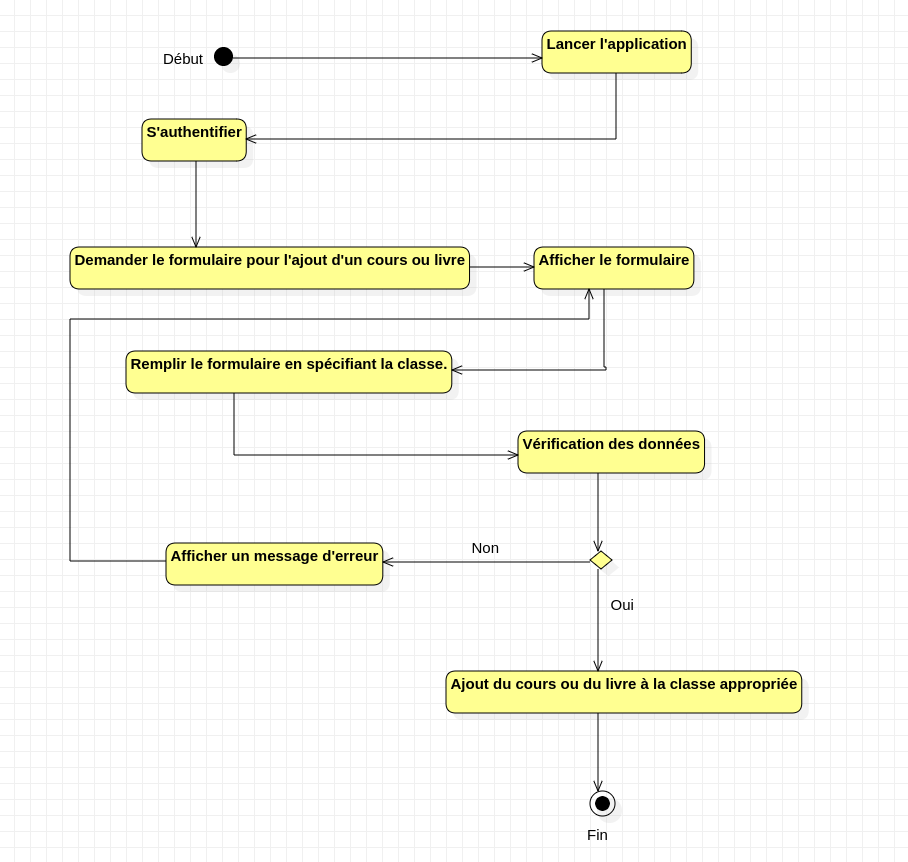 Début
Lancer l'application
S'authentifier
Demander le formulaire pour l'ajout d'un cours ou livre
Afficher le formulaire
Remplir le formulaire en spécifiant la classe.
Vérification des données
Non
Afficher un message d'erreur
Oui
Ajout du cours ou du livre à la classe appropriée
Fin